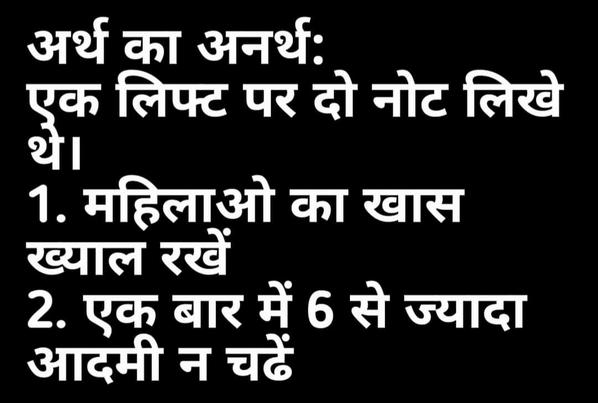 अर्थ का अनर्थ:
एक लिफ्ट पर दो नोट लिखे
थे।
1. महिलाओ का खास
ख्याल रखें
2. एक बार में 6 से ज्यादा
आदमी न चढें